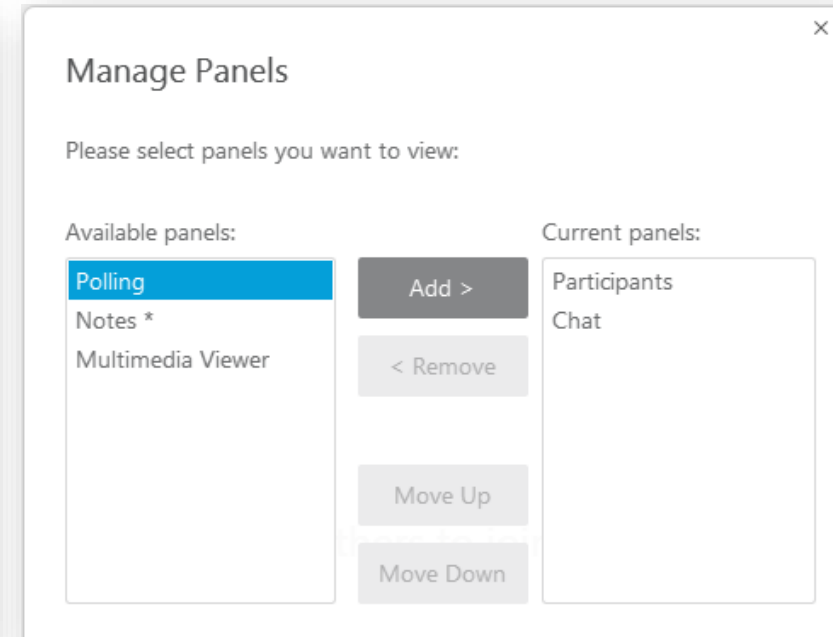 ×
Manage Panels
Please select panels you want to view:
Available panels:
Polling
Notes *
Multimedia Viewer
Add >
< Remove
Move Up
Move Down
Current panels:
Participants
Chat